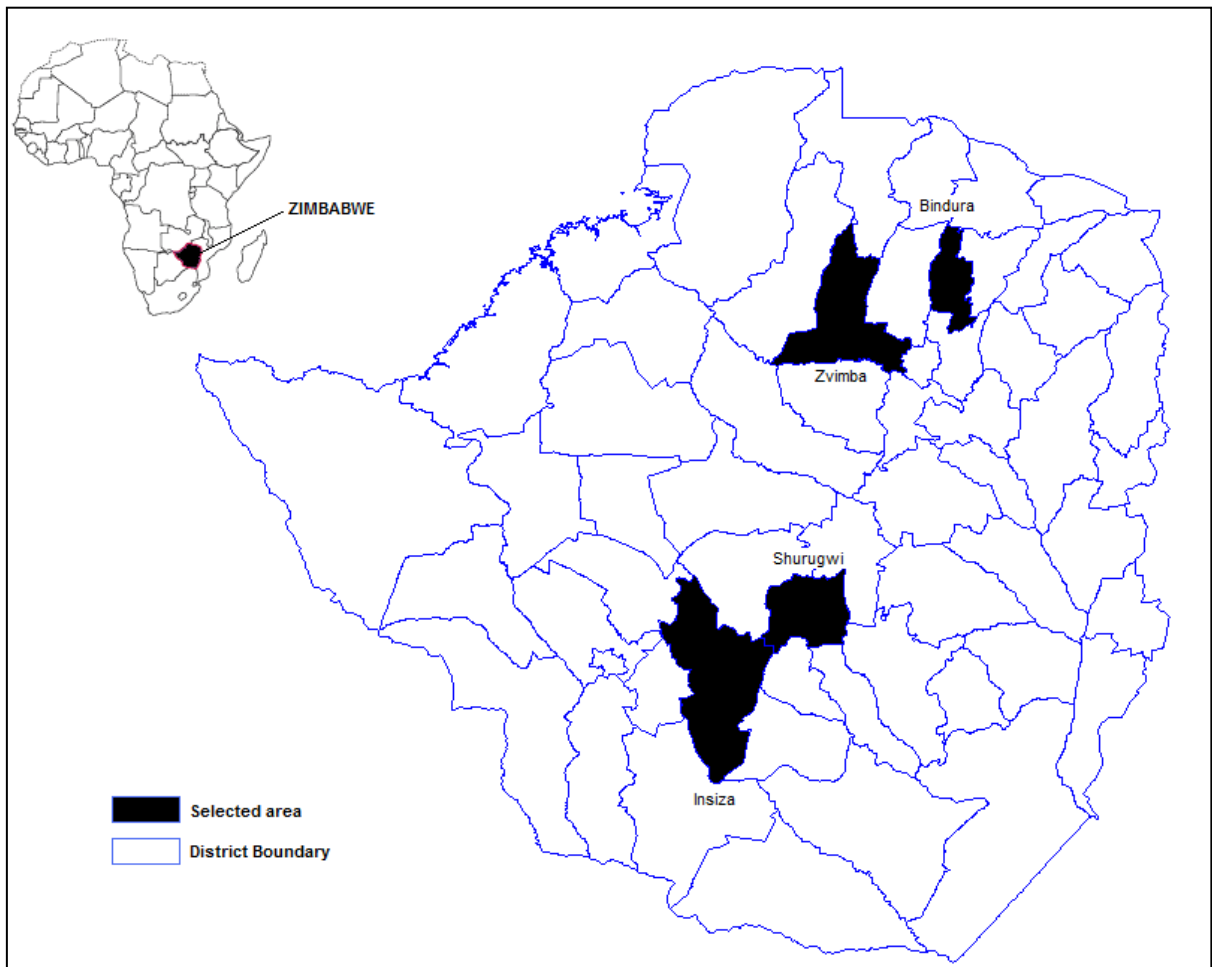 ZIMBABWE
Bindura
Zvimba
Shurugwi
Insiza
Selected area
District Boundary